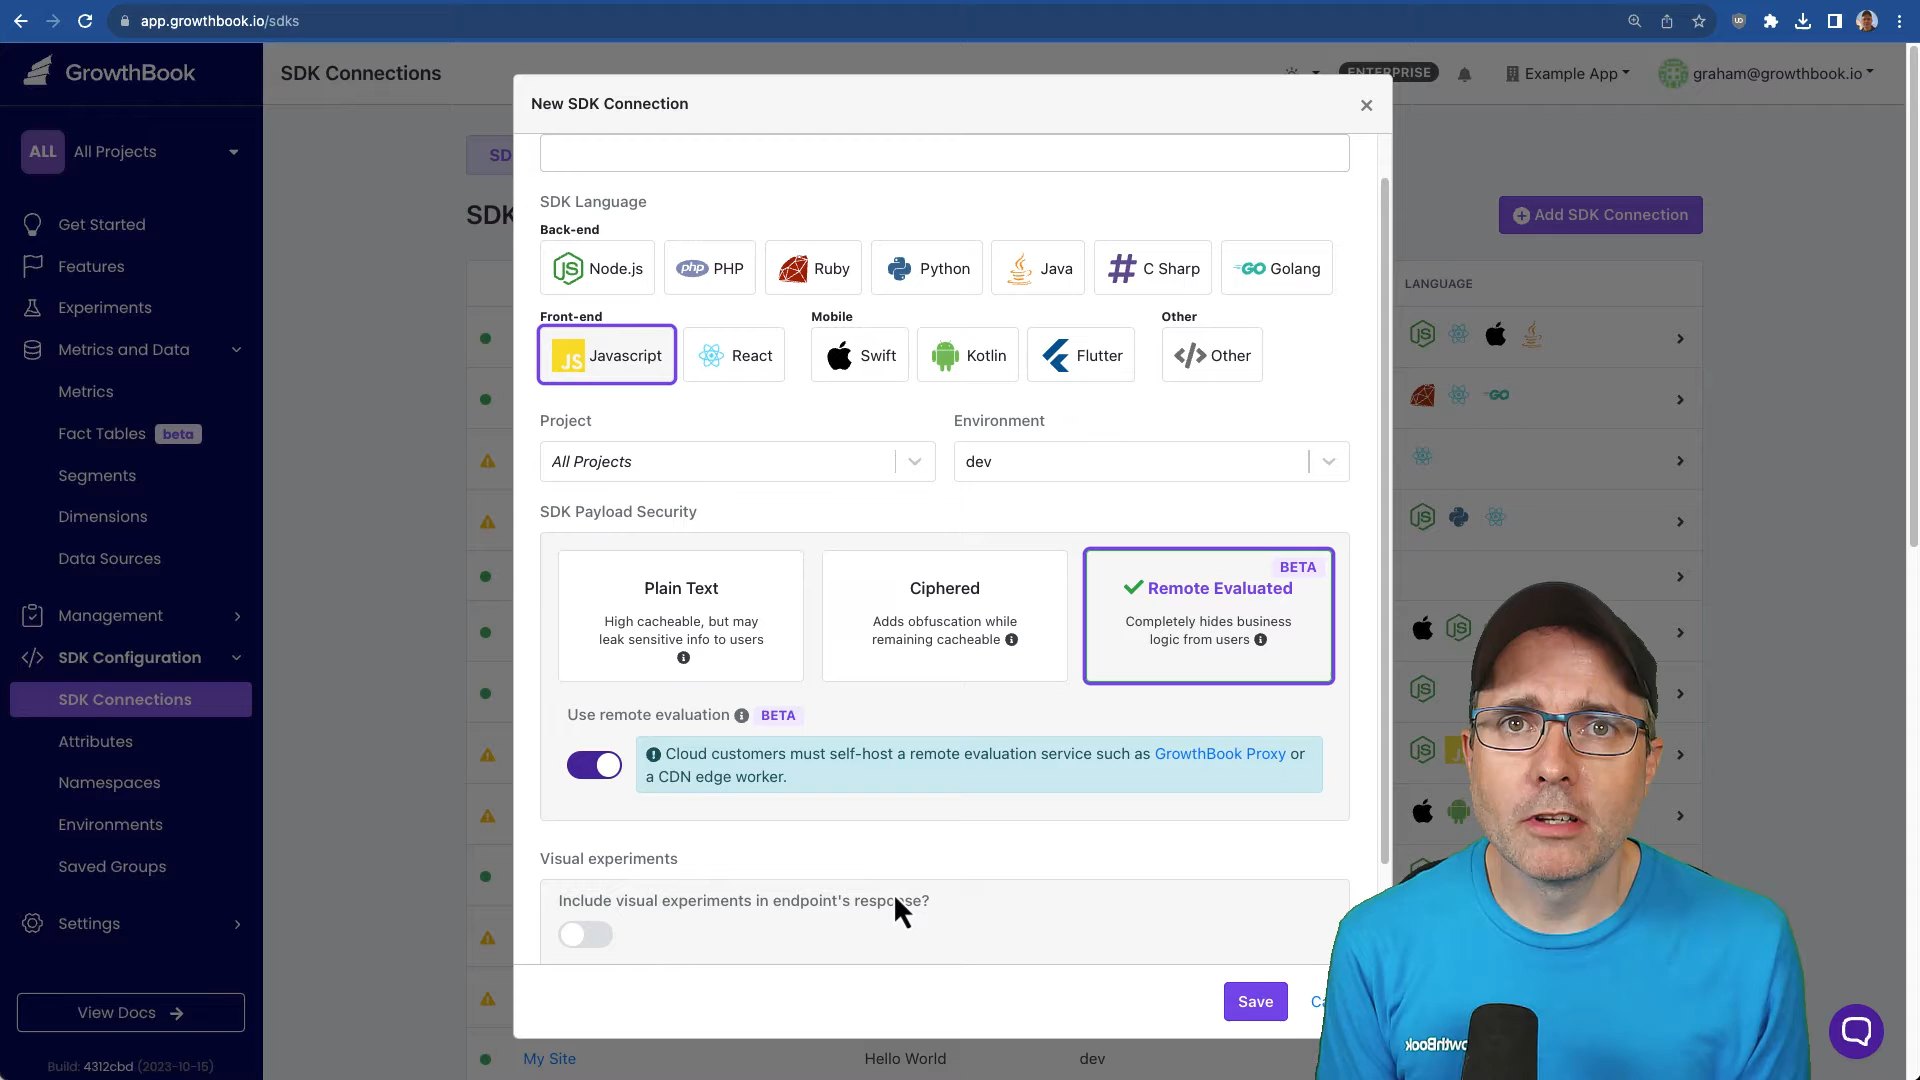 app.growthbook.io/sdks
GrowthBook
SDK Connections
ENTERPRISE
Example App
graham@growthbook.io
ALL
All Projects
Get Started
Features
Experiments
Metrics and Data
Metrics
Fact Tables beta
Segments
Dimensions
Data Sources
Management
SDK Configuration
SDK Connections
Attributes
Namespaces
Environments
Saved Groups
Settings
View Docs
Build: 4312cbd (2023-10-15)
SD
SDK
Add SDK Connection
LANGUAGE
New SDK Connection
SDK Language
Back-end
Node.js
php PHP
Ruby
Python
Java
C Sharp
GO Golang
Front-end
Mobile
Other
JS Javascript
React
Swift
Kotlin
Flutter
Other
Project
Environment
All Projects
dev
SDK Payload Security
Plain Text
High cacheable, but may
leak sensitive info to users
Ciphered
Adds obfuscation while
remaining cacheable
BETA
Remote Evaluated
Completely hides business
logic from users
Use remote evaluation BETA
Cloud customers must self-host a remote evaluation service such as GrowthBook Proxy or
a CDN edge worker.
Visual experiments
Include visual experiments in endpoint's response?
Save
Ca
My Site
Hello World
dev